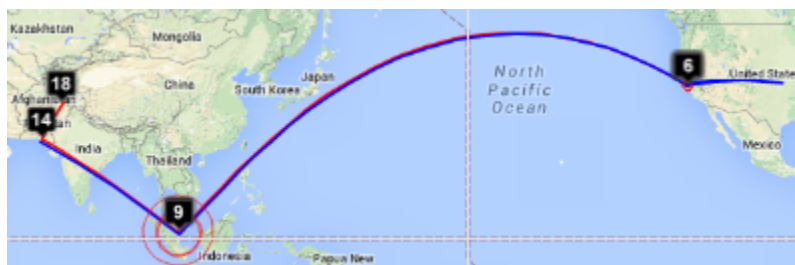 Kazakhstan
Mongolia
6
18
China
Japan
South Korea
North
Pacific
Ocean
United States
14
India
Mexico
Thailand
9
Indonesia
Papua New